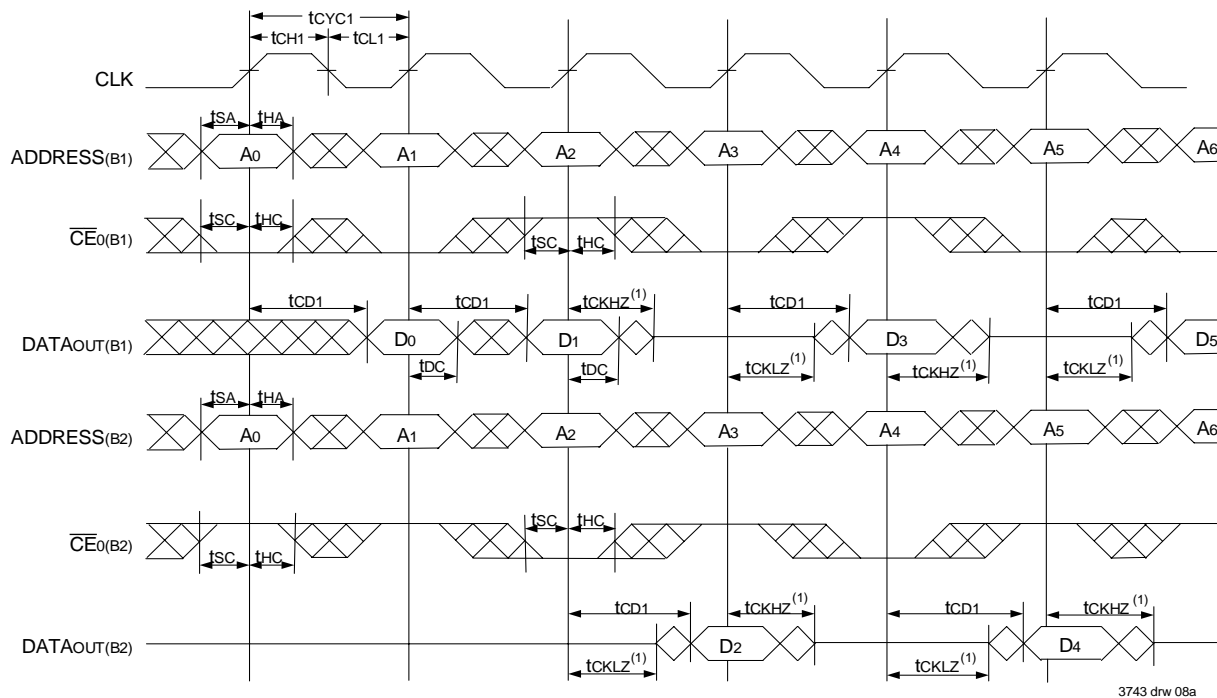 tCYC1
tCH1 tCL1
CLK
tSA tHA
ADDRESS(B1) A0 A1 A2 A3 A4 A5 A6
tSC tHC
CE0(B1) tSC tHC
tCD1 tCD1 tCKHZ(1) tCD1 tCD1
DATAOUT(B1) D0 D1 D3 D5
tDC tDC tCKLZ(1) tCKHZ(1) tCKLZ(1)
tSA tHA
ADDRESS(B2) A0 A1 A2 A3 A4 A5 A6
tSC tHC
CE0(B2)
tSC tHC
tCD1 tCKHZ(1) tCD1 tCKHZ(1)
DATAOUT(B2) D2 D4
tCKLZ(1) tCKLZ(1)
3743 drw 08a